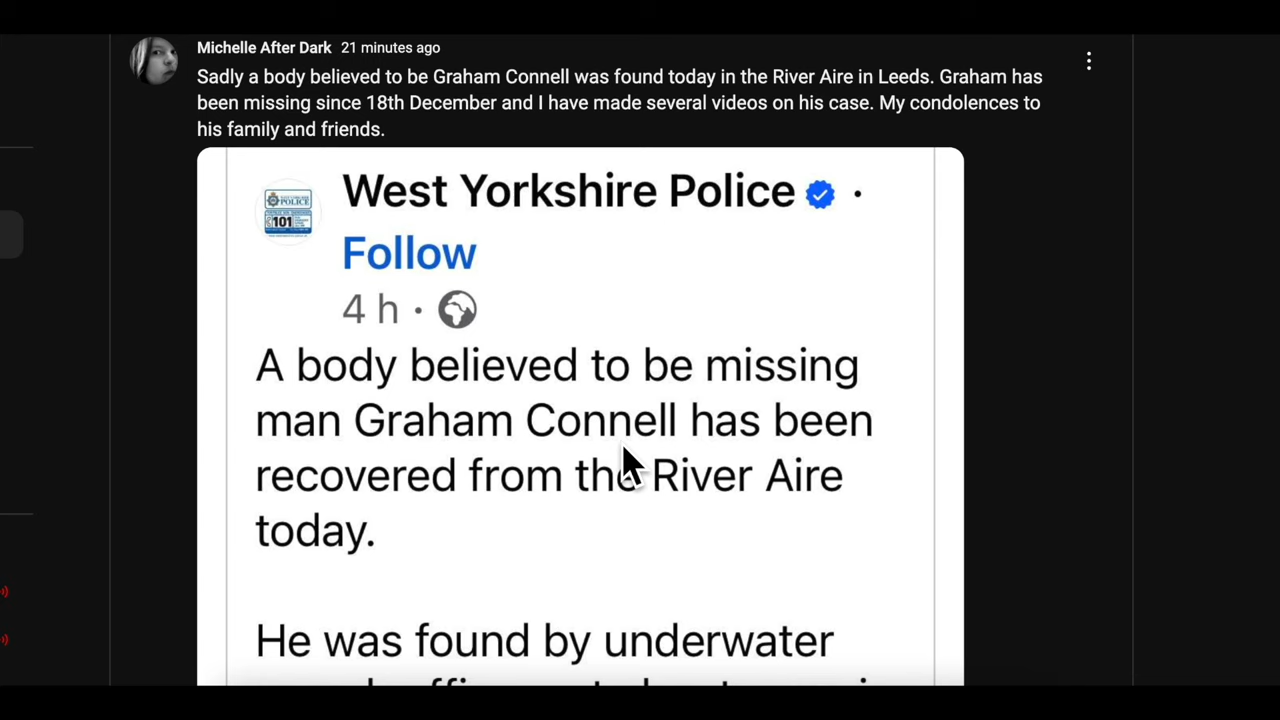 Michelle After Dark 21 minutes ago
Sadly a body believed to be Graham Connell was found today in the River Aire in Leeds. Graham has
been missing since 18th December and I have made several videos on his case. My condolences to
his family and friends.
West Yorkshire Police ·
POLICE
101
Follow
4 h ·
A body believed to be missing
man Graham Connell has been
recovered from the River Aire
today.
He was found by underwater